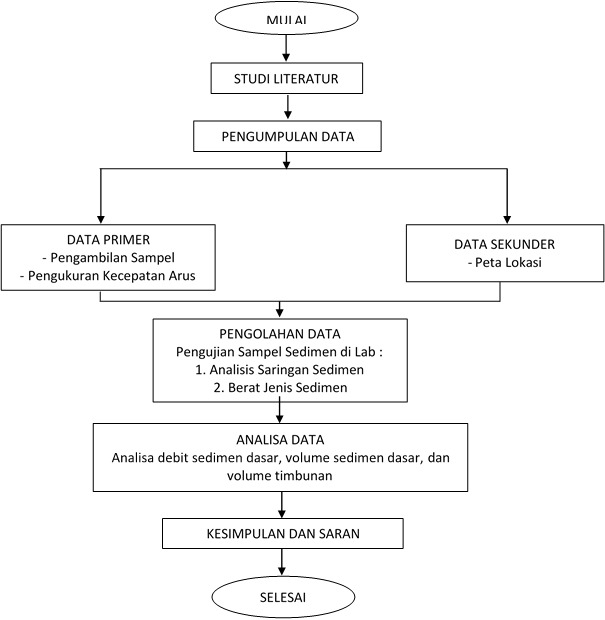 MULAI
STUDI LITERATUR
PENGUMPULAN DATA
DATA PRIMER
- Pengambilan Sampel
- Pengukuran Kecepatan Arus
DATA SEKUNDER
- Peta Lokasi
PENGOLAHAN DATA
Pengujian Sampel Sedimen di Lab :
1. Analisis Saringan Sedimen
2. Berat Jenis Sedimen
ANALISA DATA
Analisa debit sedimen dasar, volume sedimen dasar, dan
volume timbunan
KESIMPULAN DAN SARAN
SELESAI